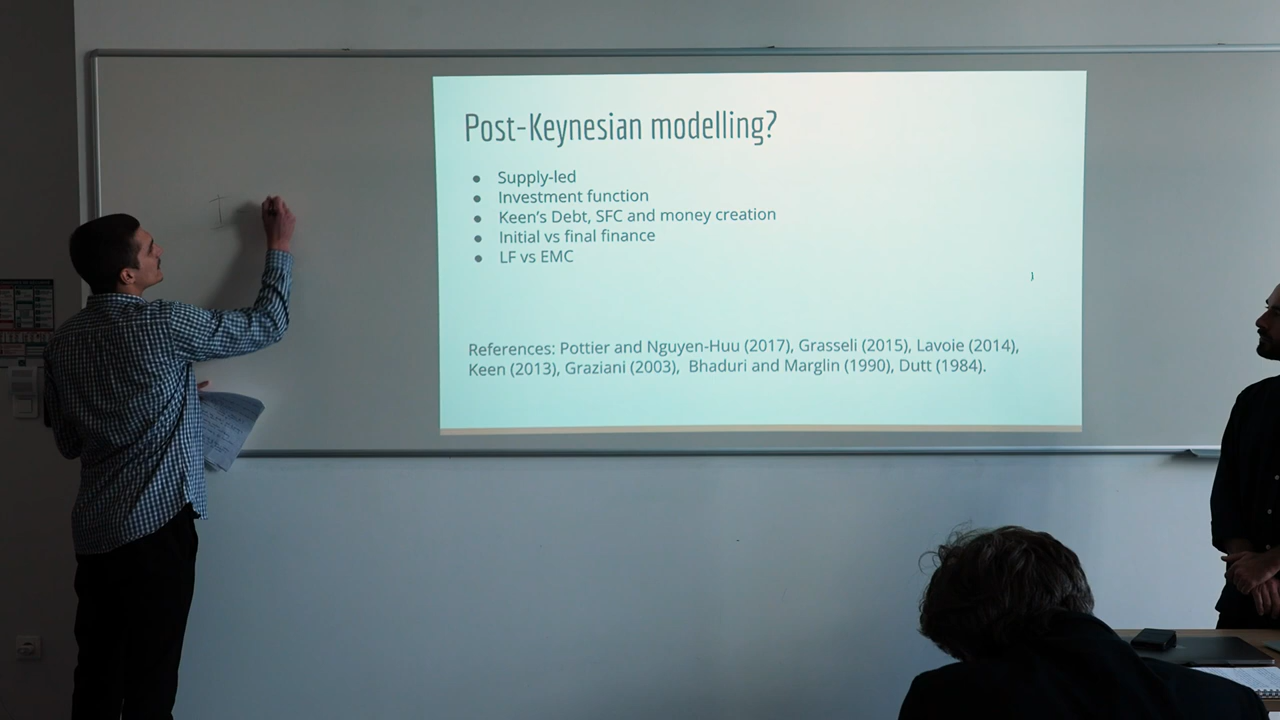 Post-Keynesian modelling?
● Supply-led
● Investment function
● Keen's Debt, SFC and money creation
● Initial vs final finance
● LF vs EMC
References: Pottier and Nguyen-Huu (2017), Grasseli (2015), Lavoie (2014),
Keen (2013), Graziani (2003), Bhaduri and Marglin (1990), Dutt (1984).